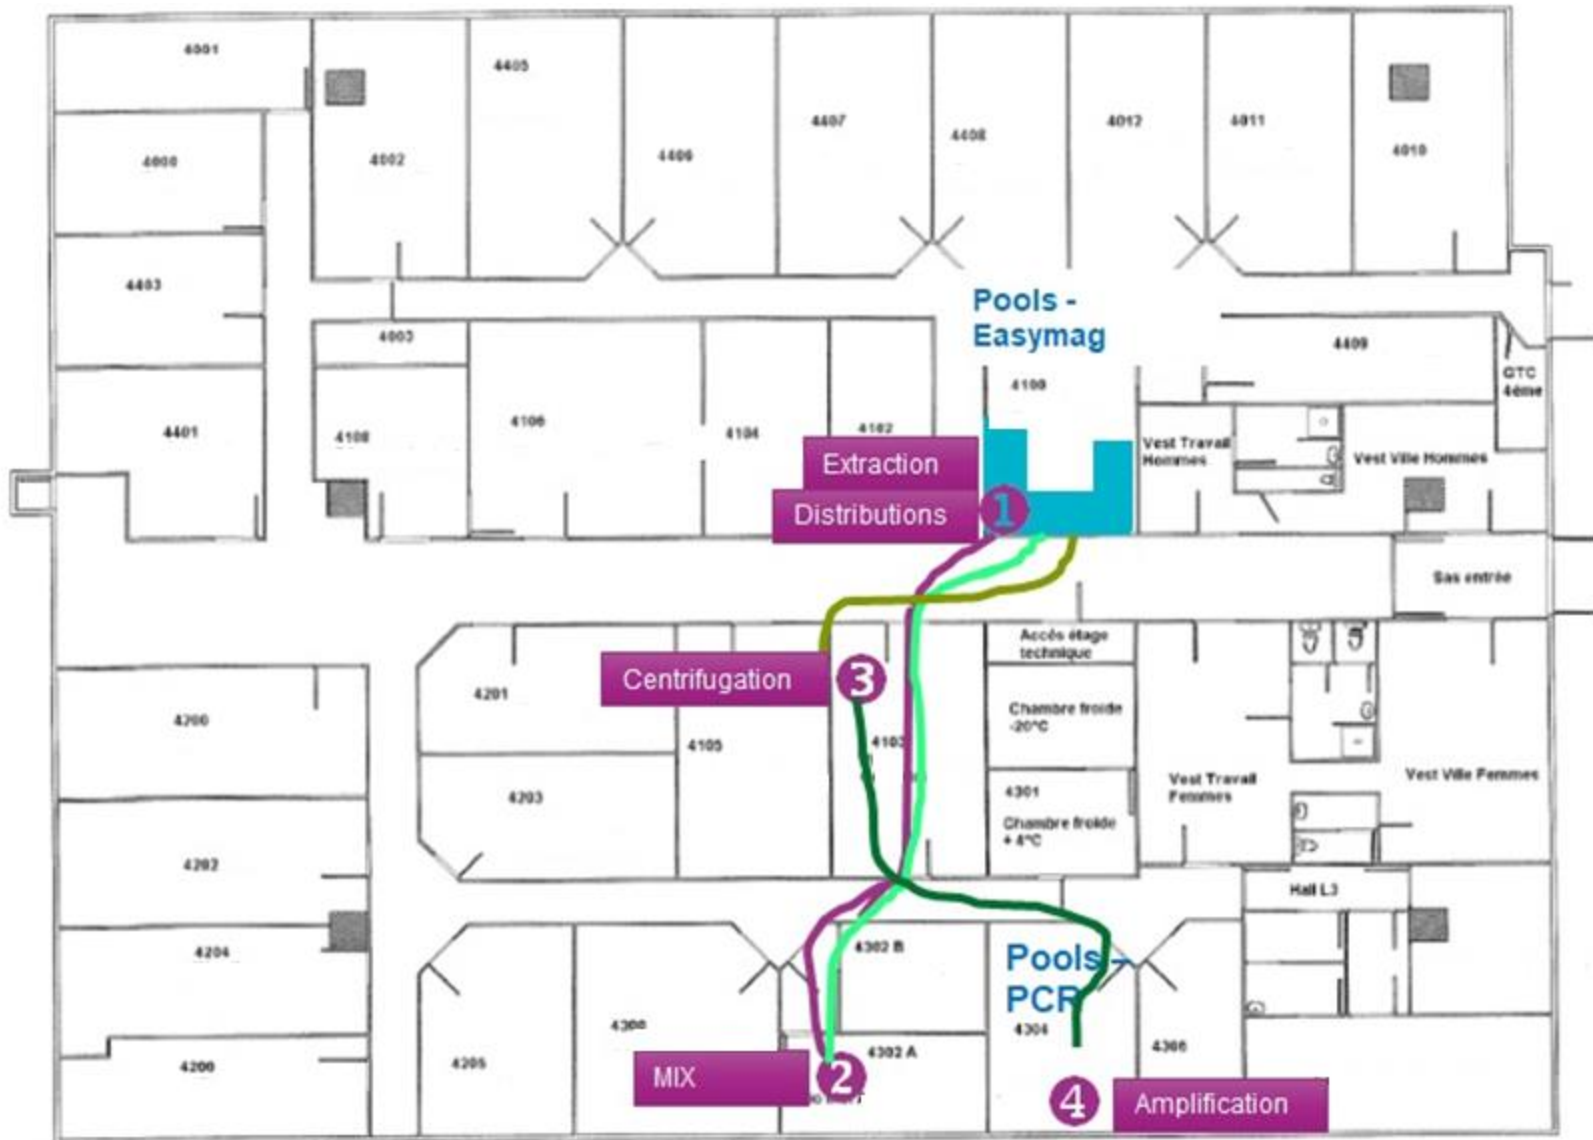 4001
4405
4002
4000
4406
4407
4408
4012
4011
4010
4403
Pools -
Easymag
4003
4409
GTC
4ème
4100
4401
4108
4106
4104
4102
Vest Travail
Hommes
Vest Ville Hommes
Extraction
Distributions
1
Sas entrée
Accés étage
technique
Centrifugation
3
4201
4200
4105
4103
Chambre froide
-20°C
4203
4301
Chambre froide
+ 4°C
Vest Travail
Femmes
Vest Ville Femmes
4202
Hall L3
4204
4302 B
Pools -
PCR
4300
4304
4302 A
4306
4205
4200
MIX
2
4
Amplification